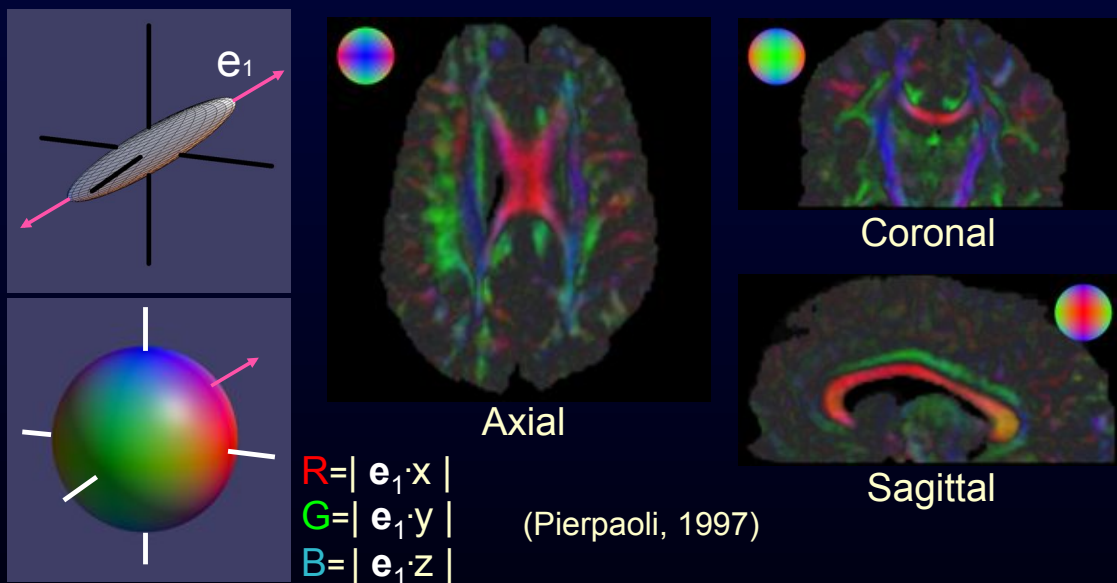 e₁
Axial
Coronal
Sagittal
R=| e₁·x |
G=| e₁·y |
B=| e₁·z |
(Pierpaoli, 1997)